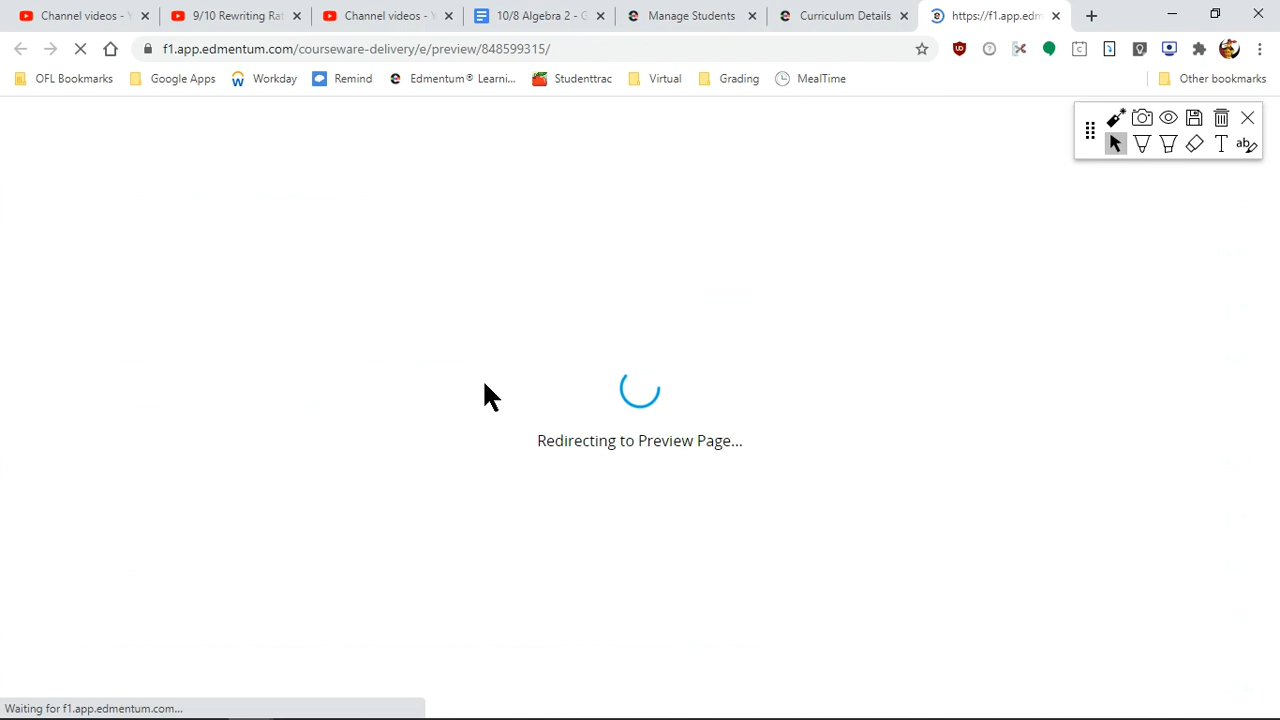 Channel videos - Y
9/10 Rewriting Rat
Channel videos - Y
10/8 Algebra 2 - G
Manage Students
Curriculum Details
https://f1.app.edm
f1.app.edmentum.com/courseware-delivery/e/preview/848599315/
OFL Bookmarks
Google Apps
Workday
Remind
Edmentum® Learni...
Studenttrac
Virtual
Grading
MealTime
Other bookmarks
T
ab
Redirecting to Preview Page...
Waiting for f1.app.edmentum.com...